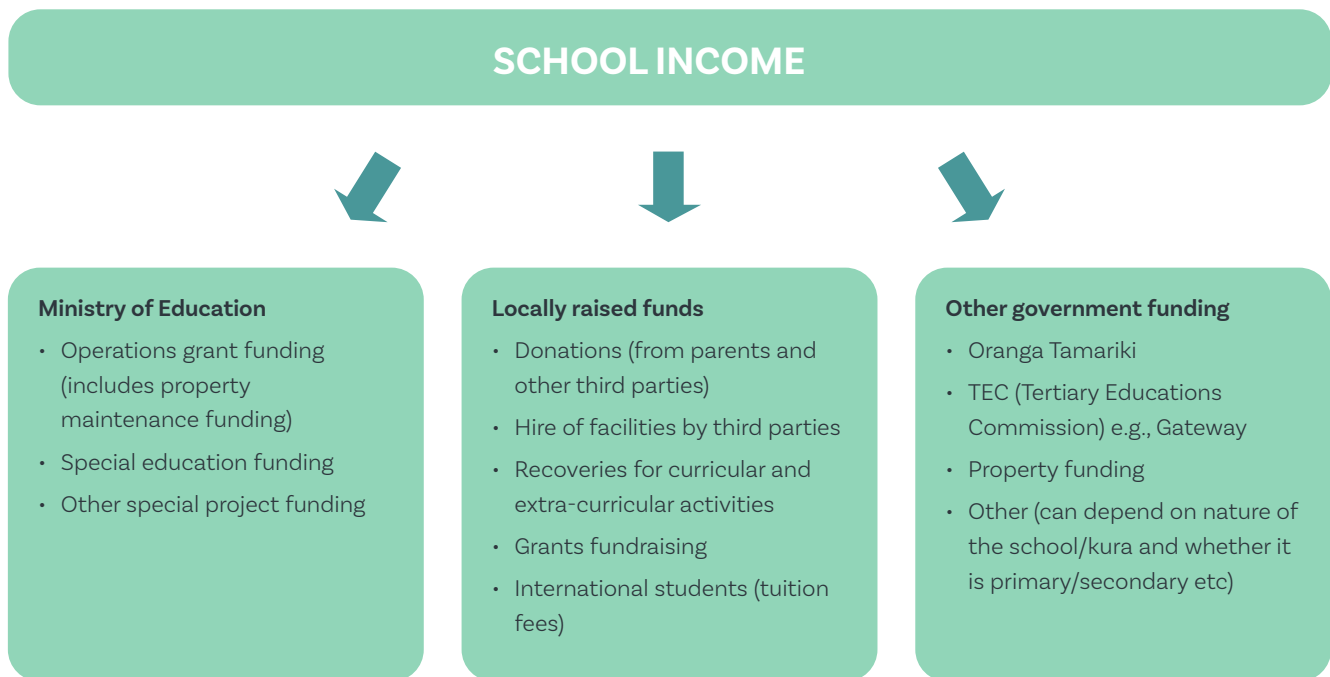 SCHOOL INCOME
Ministry of Education
• Operations grant funding
(includes property
maintenance funding)
• Special education funding
• Other special project funding
Locally raised funds
• Donations (from parents and
other third parties)
• Hire of facilities by third parties
• Recoveries for curricular and
extra-curricular activities
• Grants fundraising
• International students (tuition
fees)
Other government funding
• Oranga Tamariki
• TEC (Tertiary Educations
Commission) e.g., Gateway
• Property funding
• Other (can depend on nature of
the school/kura and whether it
is primary/secondary etc)